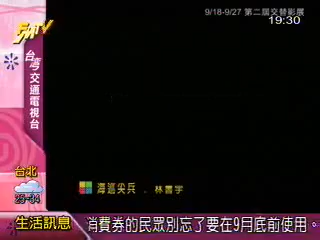 9/18-9/27 第二屆交替影展
19:30
台灣
交通電視台
台北
25-34
海巡尖兵 . 林書宇
生活訊息
消費券的民眾別忘了要在9月底前使用。